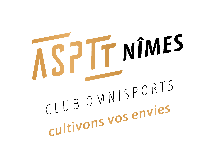 ASPTT NÎMES
CLUB OMNISPORTS
cultivons vos envies